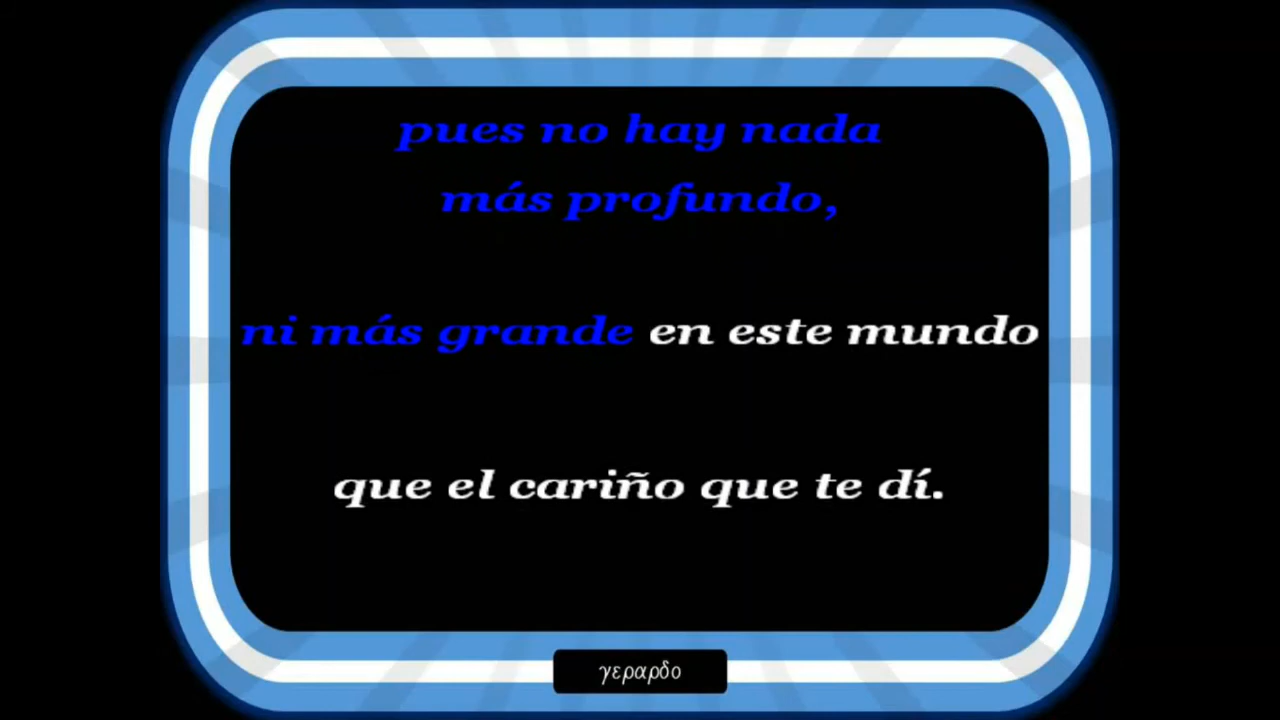 pues no hay nada
más profundo,
ni más grande en este mundo
que el cariño que te dí.
γεραρδο